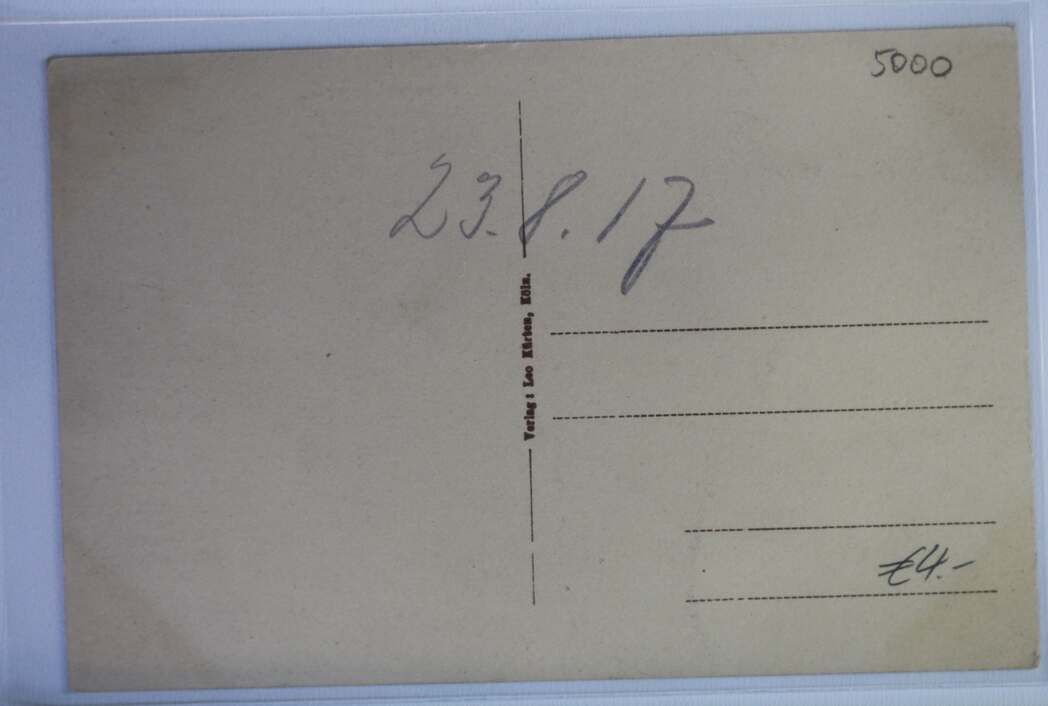 5000
23.8.17
Verlag: Leo Kürten, Köln.
€4.-